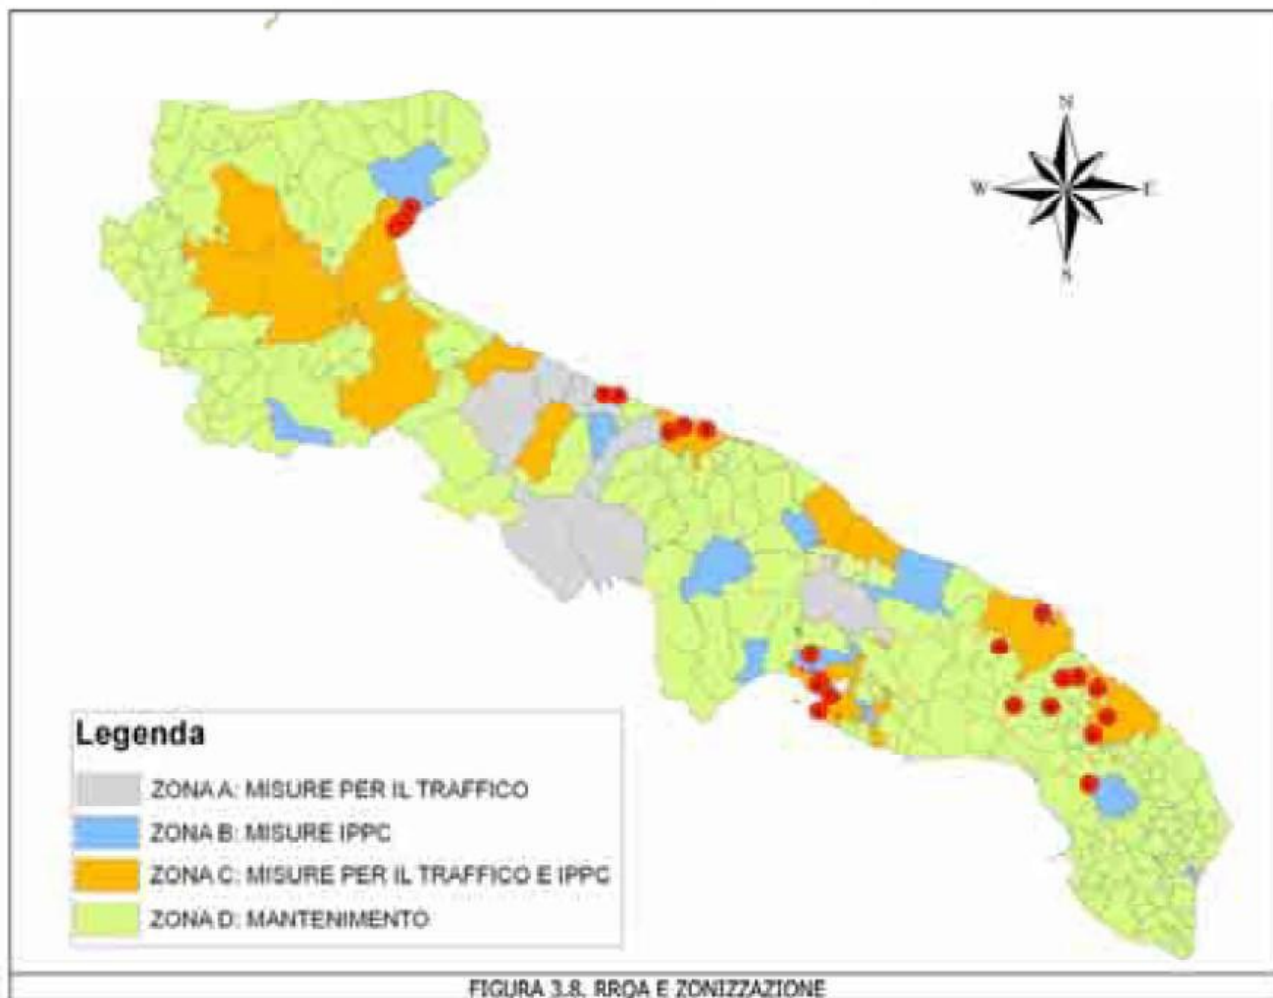 N
W E
S
Legenda
ZONA A: MISURE PER IL TRAFFICO
ZONA B: MISURE IPPC
ZONA C: MISURE PER IL TRAFFICO E IPPC
ZONA D: MANTENIMENTO
FIGURA 3.8. RRQA E ZONIZZAZIONE